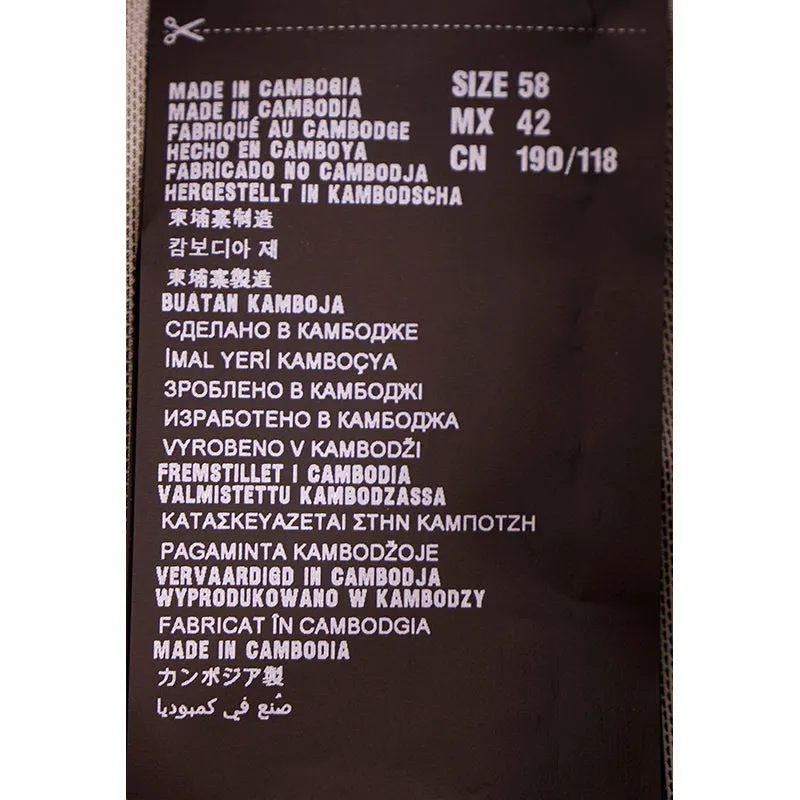 MADE IN CAMBOGIA
MADE IN CAMBODIA
FABRIQUÉ AU CAMBODGE
HECHO EN CAMBOYA
FABRICADO NO CAMBODJA
HERGESTELLT IN KAMBODSCHA
SIZE 58
MX 42
CN 190/118
柬埔寨制造
캄보디아 제
柬埔寨製造
BUATAN KAMBOJA
СДЕЛАНО В КАМБОДЖЕ
İMAL YERİ KAMBOÇYA
ЗРОБЛЕНО В КАМБОДЖІ
ИЗРАБОТЕНО В КАМБОДЖА
VYROBENO V KAMBODŽI
FREMSTILLET I CAMBODIA
VALMISTETTU KAMBODZASSA
ΚΑΤΑΣΚΕΥΑΖΕΤΑΙ ΣΤΗΝ ΚΑΜΠΟΤΖΗ
PAGAMINTA KAMBODŽOJE
VERVAARDIGD IN CAMBODJA
WYPRODUKOWANO W KAMBODZY
FABRICAT ÎN CAMBODGIA
MADE IN CAMBODIA
カンボジア製
صُنع في كمبوديا